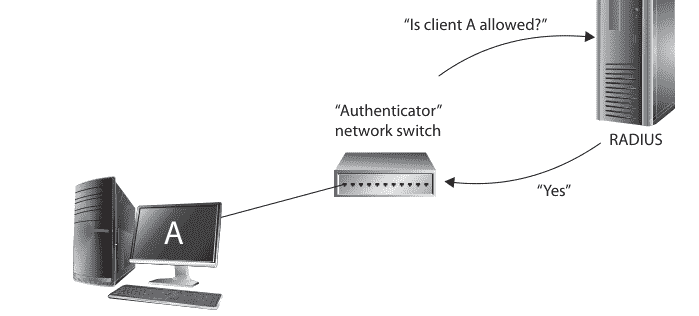 “Is client A allowed?”
“Authenticator”
network switch
RADIUS
“Yes”
A